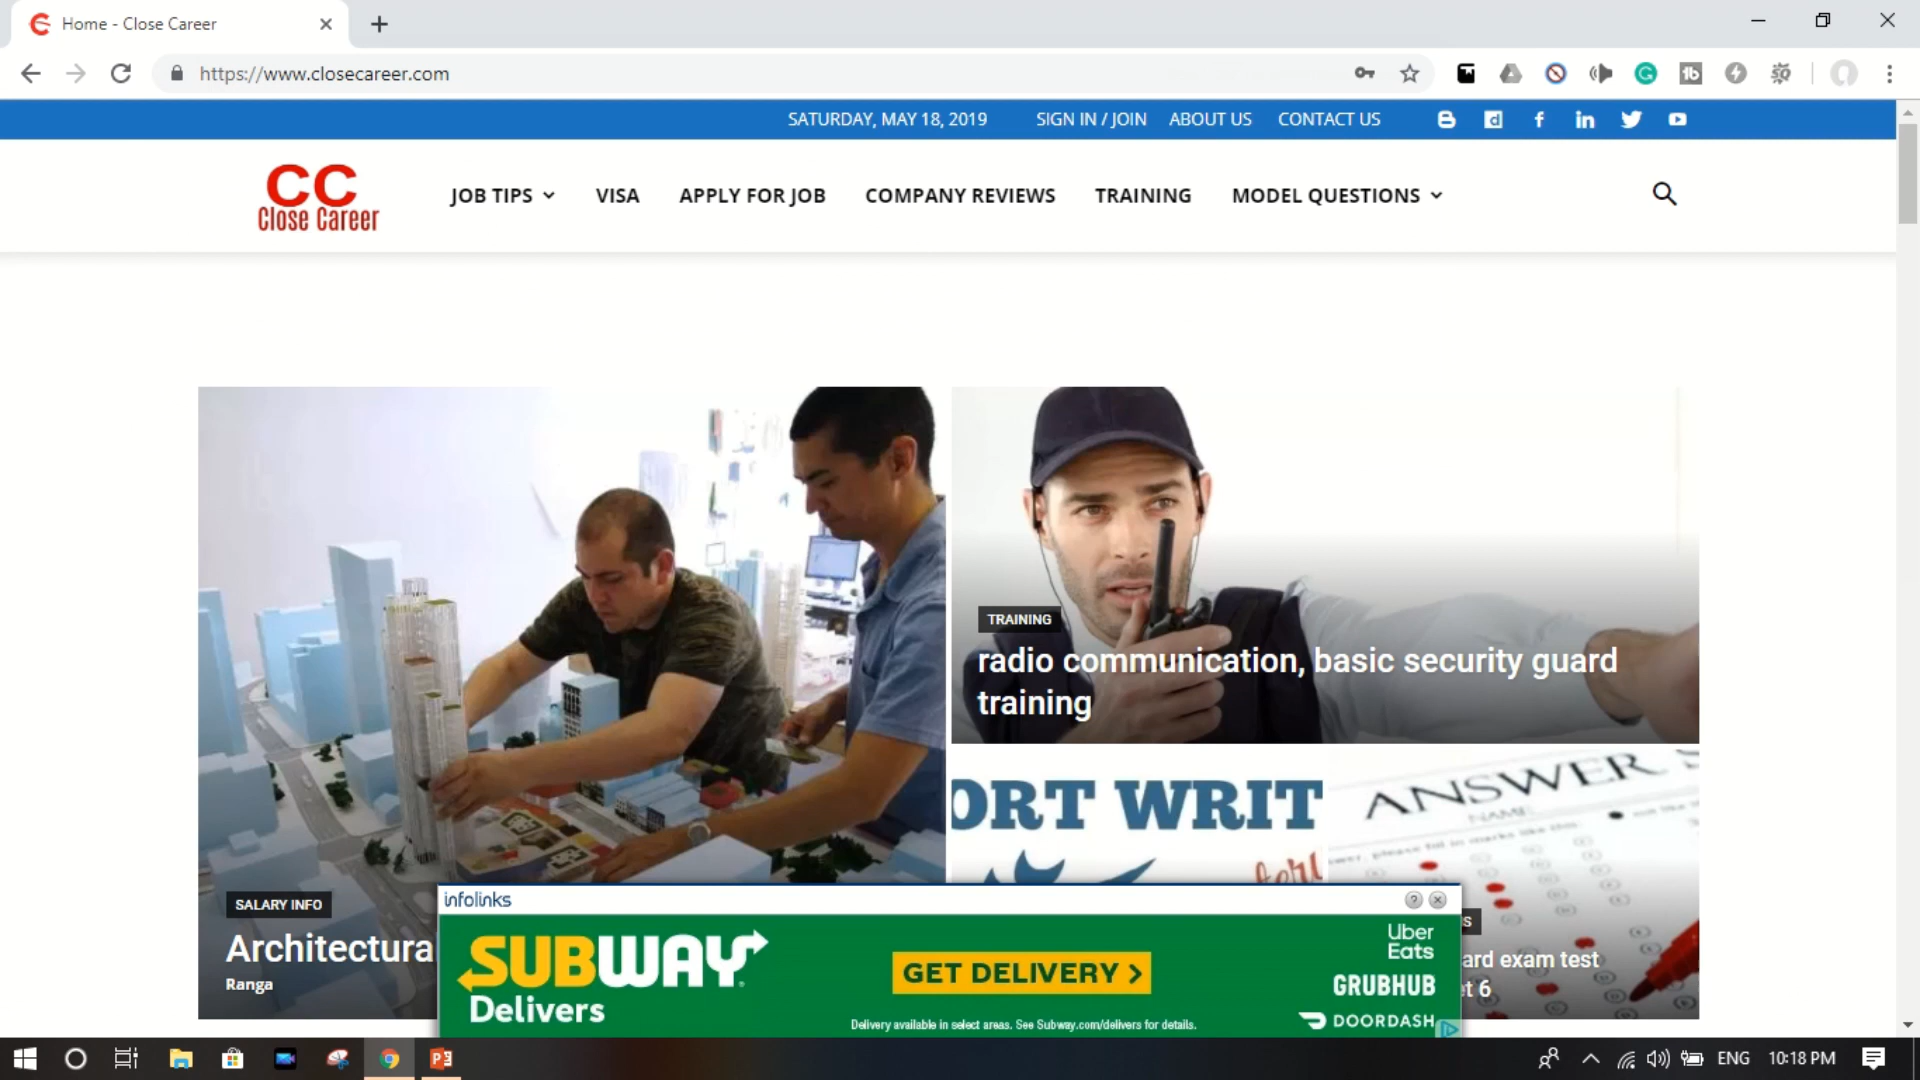 Home - Close Career
https://www.closecareer.com
SATURDAY, MAY 18, 2019 SIGN IN / JOIN ABOUT US CONTACT US
CC
Close Career
JOB TIPS VISA APPLY FOR JOB COMPANY REVIEWS TRAINING MODEL QUESTIONS
TRAINING
radio communication, basic security guard
training
ORT WRIT
ANSWER S
NAME
SALARY INFO
Architectura
Ranga
S
ard exam test
et 6
infolinks
SUBWAY
Delivers
GET DELIVERY >
Uber
Eats
GRUBHUB
DOORDASH
Delivery available in select areas. See Subway.com/delivers for details.
ENG 10:18 PM